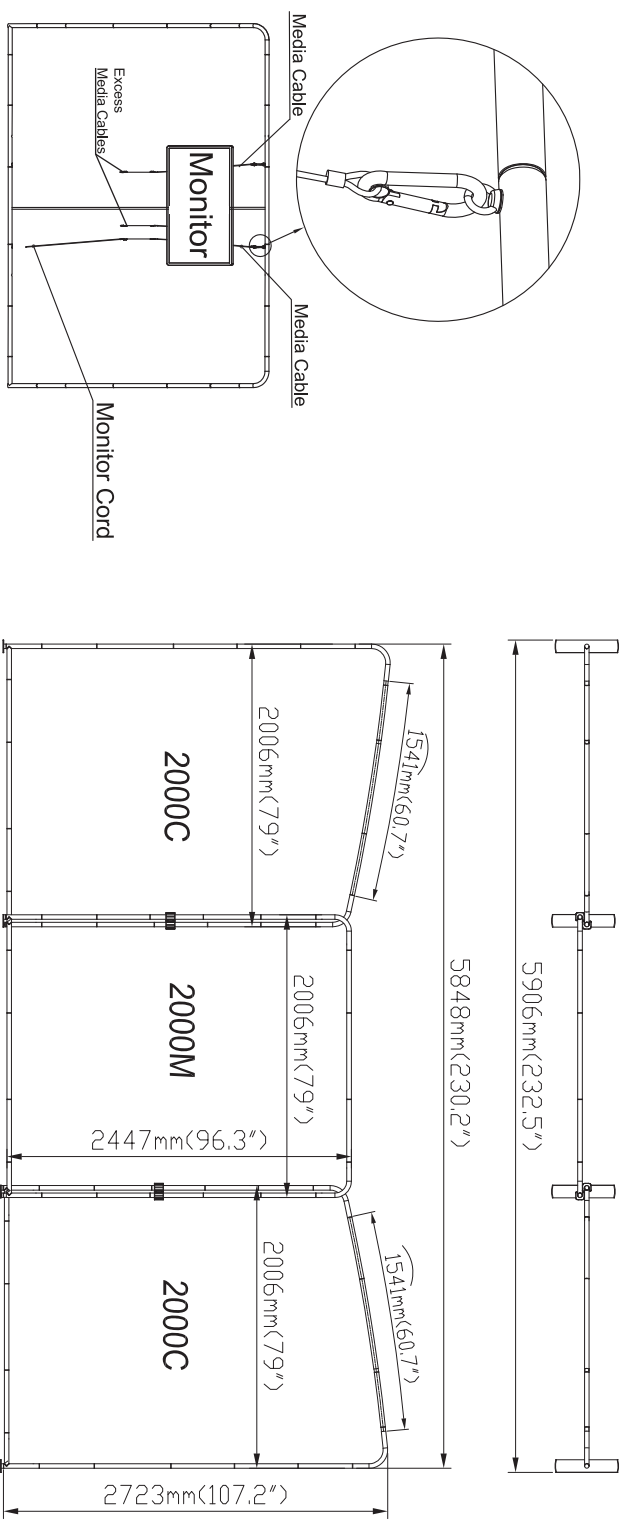 Media Cable
Media Cable
Excess
Media Cables
Monitor
Monitor Cord
5906mm(232.5")
5848mm(230.2")
1541mm(60.7")
1541mm(60.7")
2006mm(79")
2006mm(79")
2006mm(79")
2000C
2000M
2000C
2447mm(96.3")
2723mm(107.2")